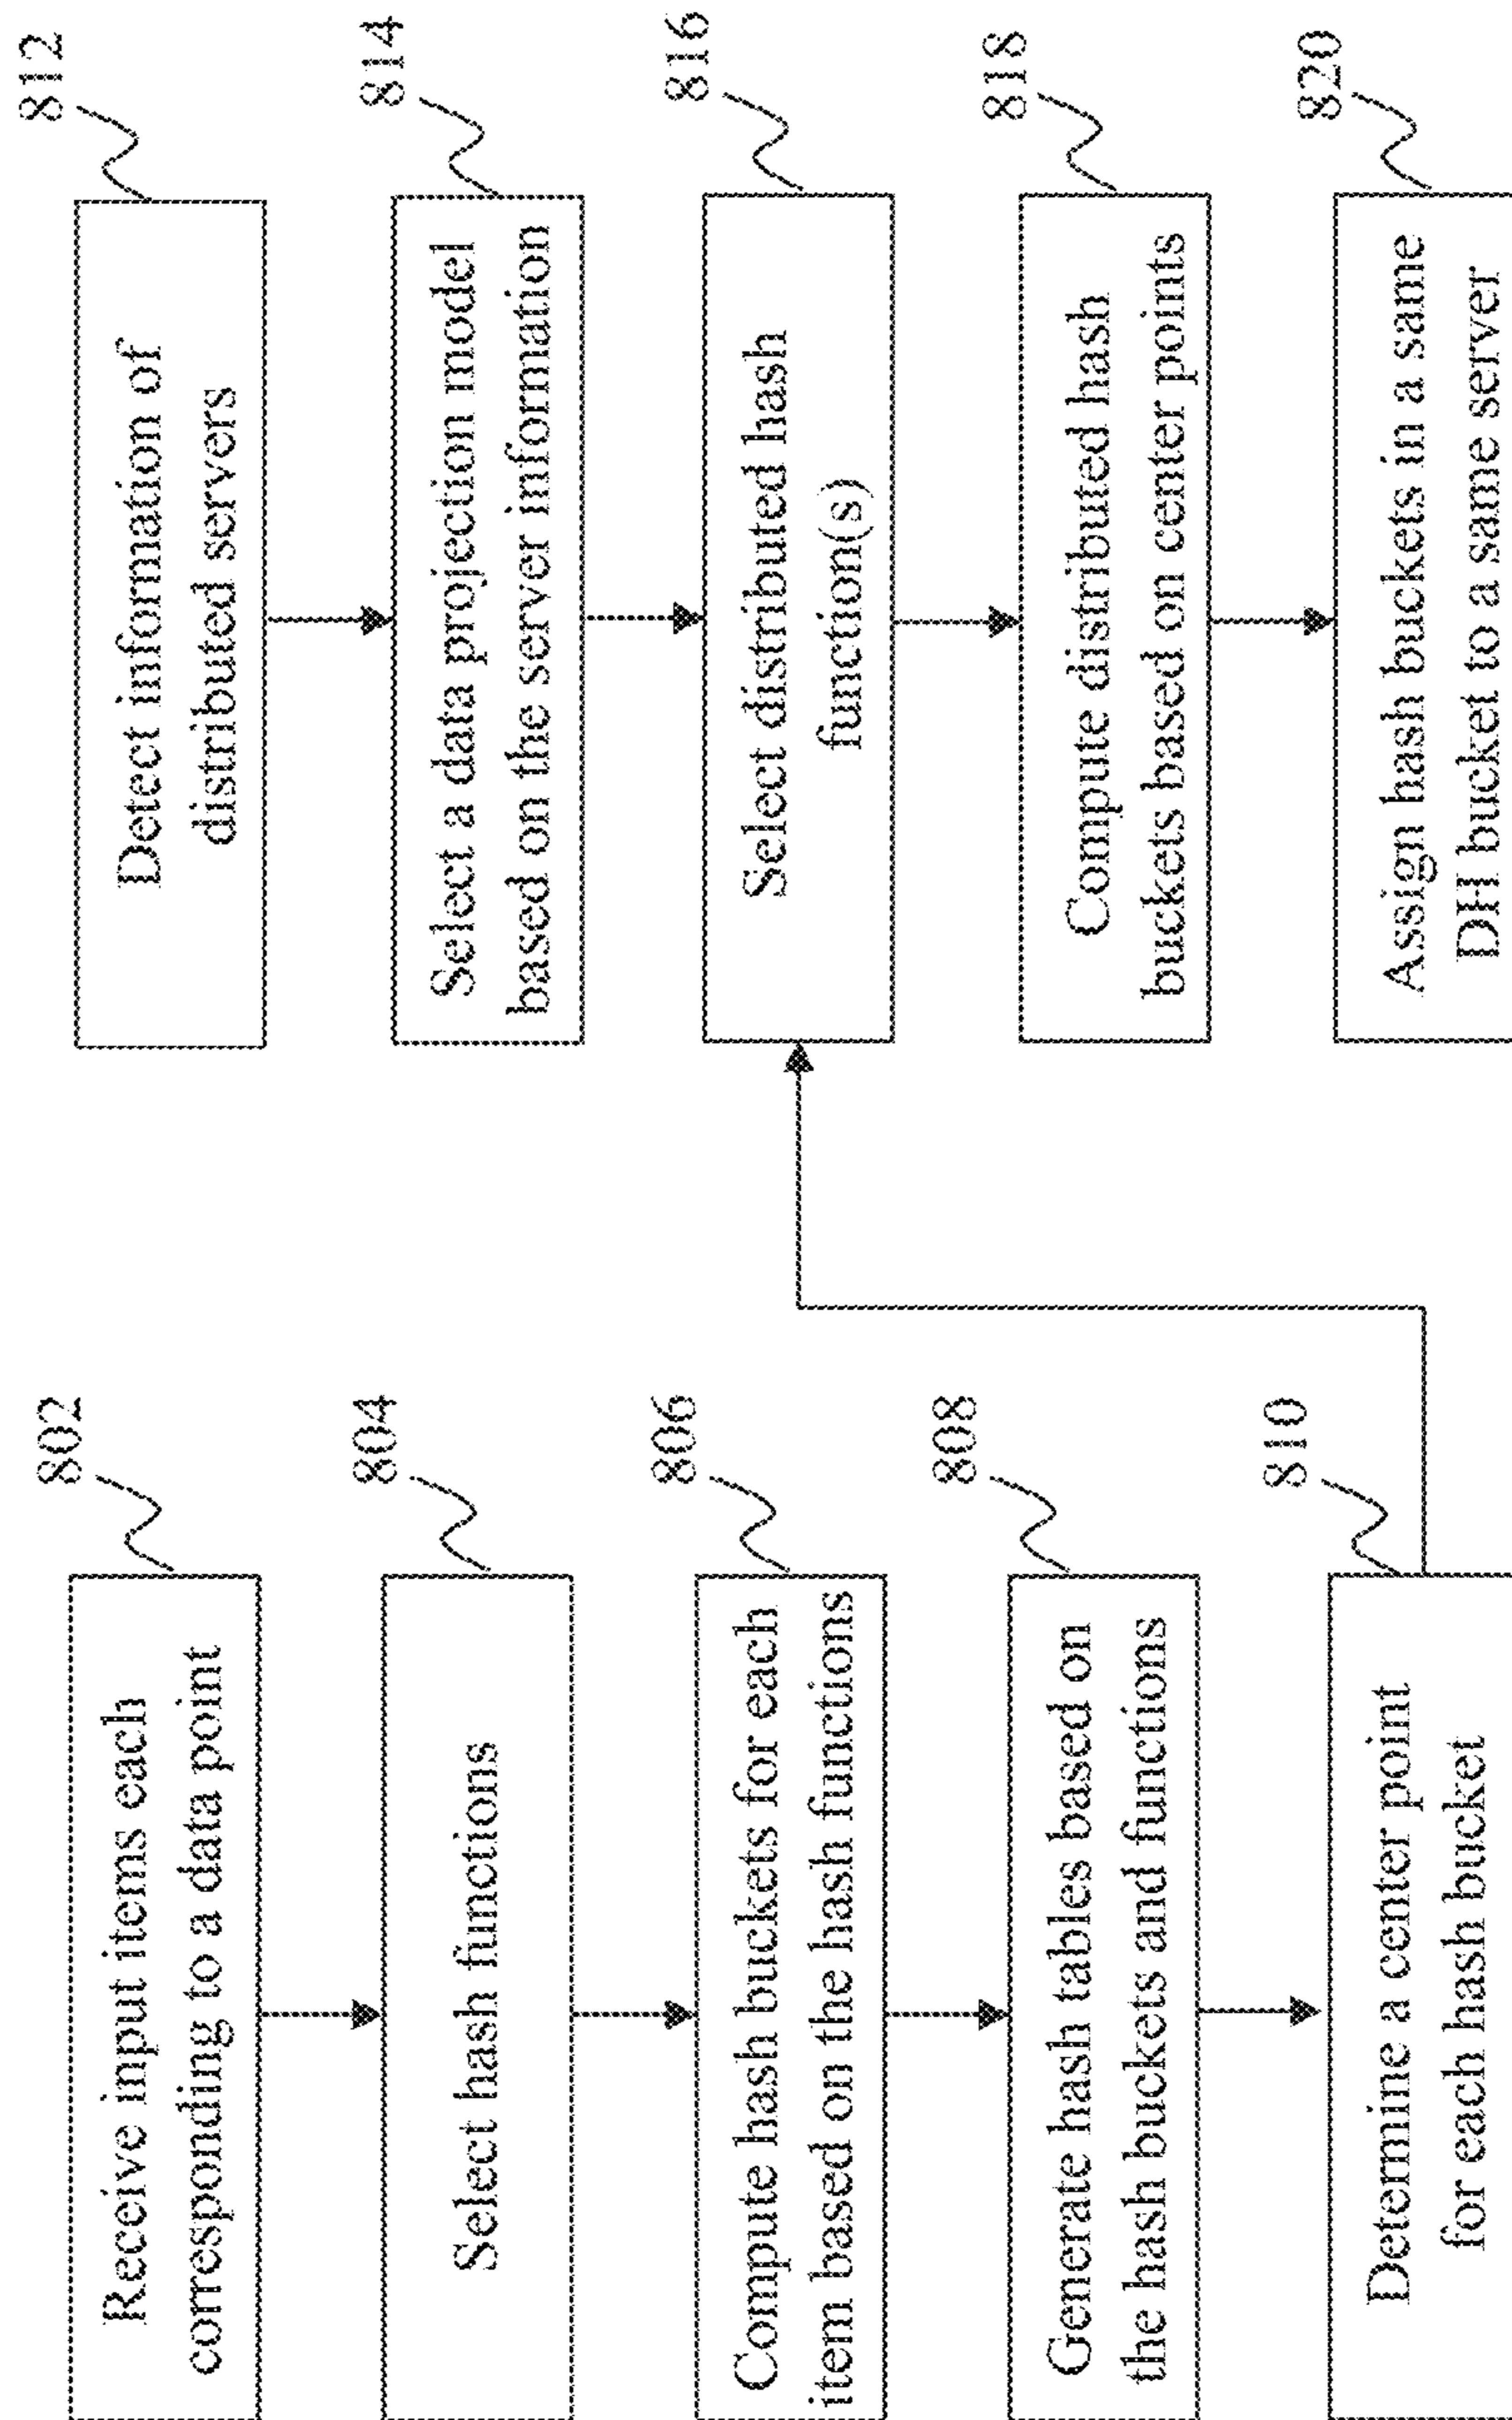 802
Receive input items each
corresponding to a data point
804
Select hash functions
806
Compute hash buckets for each
item based on the hash functions
808
Generate hash tables based on
the hash buckets and functions
810
Determine a center point
for each hash bucket
812
Detect information of
distributed servers
814
Select a data projection model
based on the server information
816
Select distributed hash
function(s)
818
Compute distributed hash
buckets based on center points
820
Assign hash buckets in a same
DH bucket to a same server